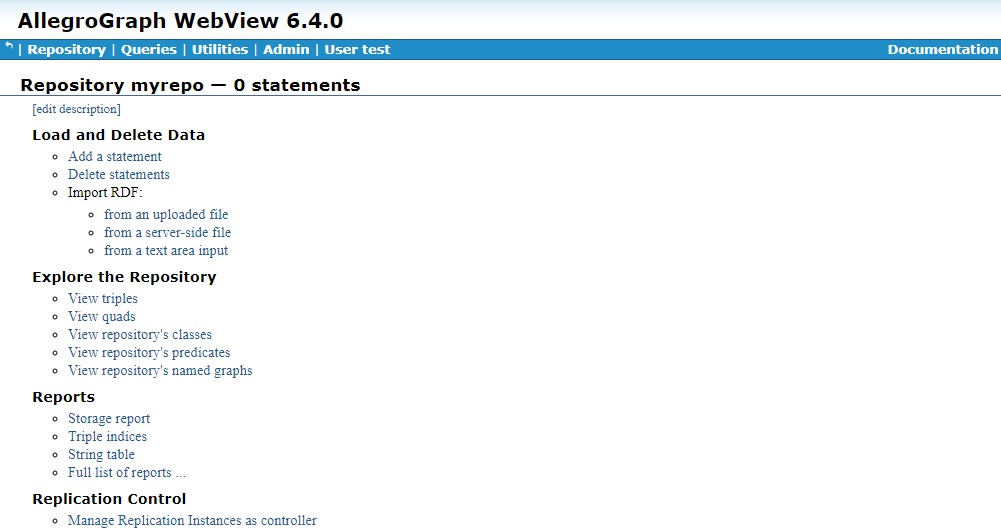 AllegroGraph WebView 6.4.0
| Repository | Queries | Utilities | Admin | User test Documentation
Repository myrepo — 0 statements
[edit description]
Load and Delete Data
Add a statement
Delete statements
Import RDF:
from an uploaded file
from a server-side file
from a text area input
Explore the Repository
View triples
View quads
View repository's classes
View repository's predicates
View repository's named graphs
Reports
Storage report
Triple indices
String table
Full list of reports ...
Replication Control
Manage Replication Instances as controller